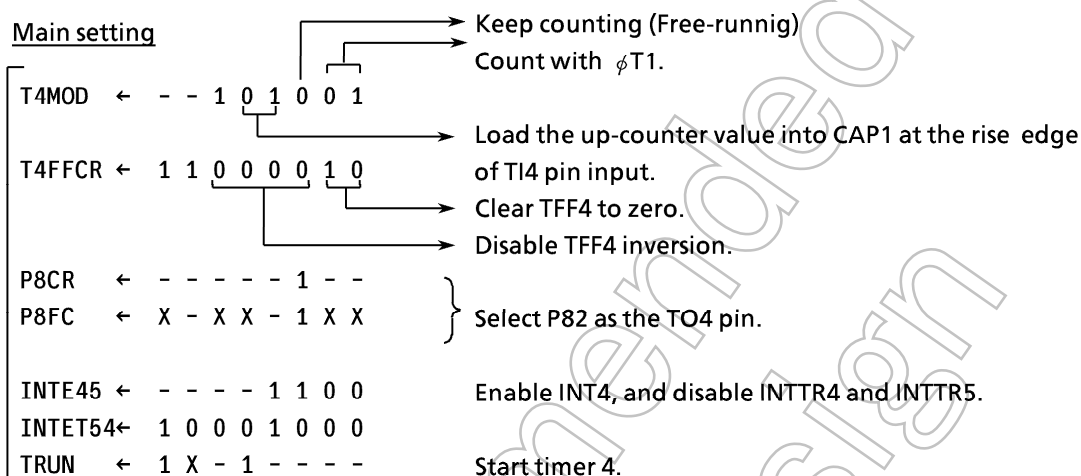 Main setting
Keep counting (Free-runnig)
Count with ϕT1.
T4MOD ← - - 1 0 1 0 0 1
Load the up-counter value into CAP1 at the rise edge
T4FFCR ← 1 1 0 0 0 0 1 0
of TI4 pin input.
Clear TFF4 to zero.
Disable TFF4 inversion.
P8CR ← - - - - - 1 - -
P8FC ← X - X X - 1 X X
Select P82 as the TO4 pin.
INTE45 ← - - - - 1 1 0 0 Enable INT4, and disable INTTR4 and INTTR5.
INTET54← 1 0 0 0 1 0 0 0
TRUN ← 1 X - 1 - - - - Start timer 4.